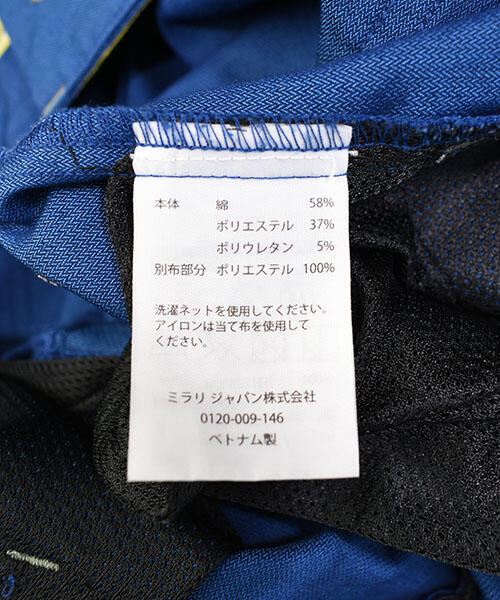 本体 綿 58%
ポリエステル 37%
ポリウレタン 5%
別布部分 ポリエステル 100%
洗濯ネットを使用してください。
アイロンは当て布を使用して
ください。
ミラリ ジャパン株式会社
0120-009-146
ベトナム製